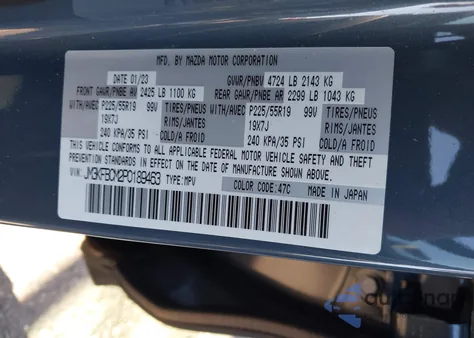 MFD. BY MAZDA MOTOR CORPORATION
DATE 01/23 GVWR/PNBV 4724 LB 2143 KG
FRONT GAWR/PNBE AV 2425 LB 1100 KG REAR GAWR/PNBE AR 2299 LB 1043 KG
WITH/AVEC P225/55R19 99V TIRES/PNEUS WITH/AVEC P225/55R19 99V TIRES/PNEUS
19X7J RIMS/JANTES 19X7J RIMS/JANTES
240 KPA/35 PSI COLD/A FROID 240 KPA/35 PSI COLD/A FROID
THIS VEHICLE CONFORMS TO ALL APPLICABLE FEDERAL MOTOR VEHICLE SAFETY, BUMPER, AND THEFT
PREVENTION STANDARDS IN EFFECT ON THE DATE OF MANUFACTURE SHOWN ABOVE.
VIN: JM3KFBCM2P0189463 TYPE: MPV COLOR CODE: 47C MADE IN JAPAN